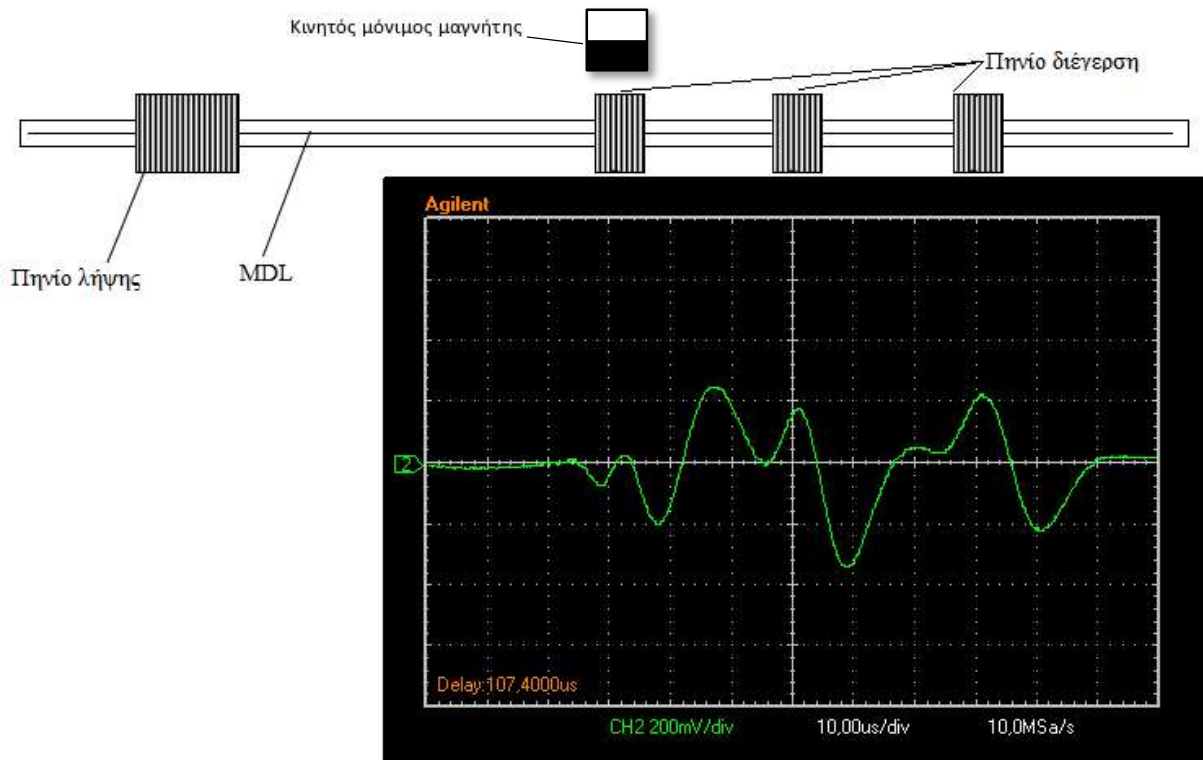 Κινητός μόνιμος μαγνήτης
Πηνίο διέγερση
Πηνίο λήψης
MDL
Agilent
2
Delay:107,4000us
CH2 200mV/div
10,00us/div
10,0MSa/s